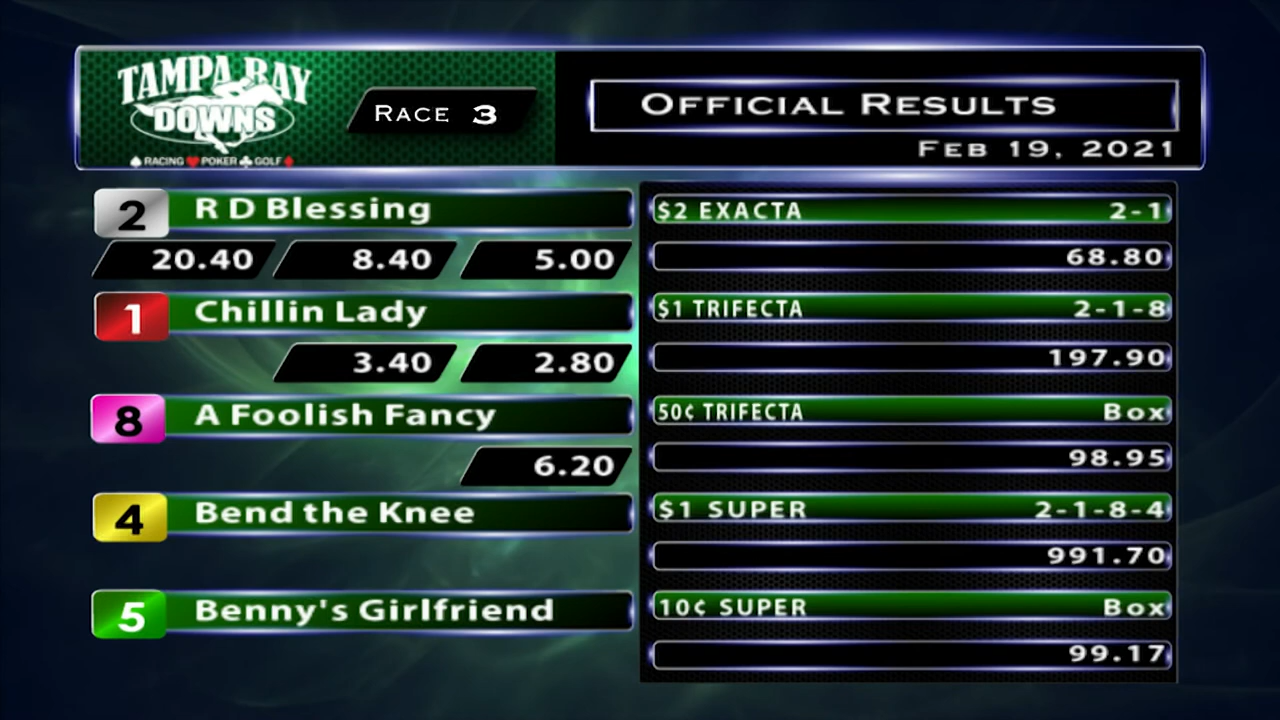 TAMPA BAY
DOWNS
RACING POKER GOLF
RACE 3
OFFICIAL RESULTS
FEB 19, 2021
2 R D Blessing
20.40 8.40 5.00
1 Chillin Lady
3.40 2.80
8 A Foolish Fancy
6.20
4 Bend the Knee
5 Benny's Girlfriend
$2 EXACTA 2-1
68.80
$1 TRIFECTA 2-1-8
197.90
50¢ TRIFECTA Box
98.95
$1 SUPER 2-1-8-4
991.70
10¢ SUPER Box
99.17